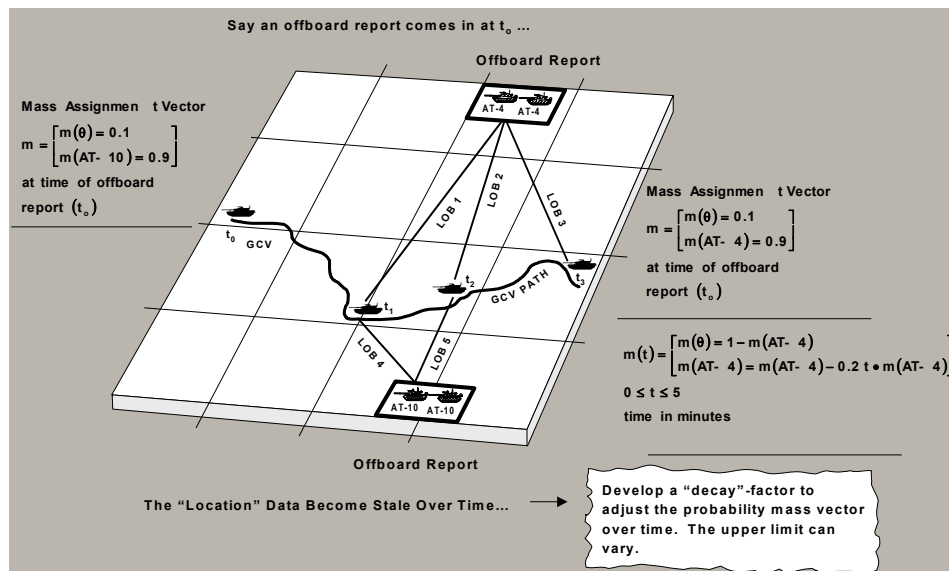 Say an offboard report comes in at t₀ ...
Offboard Report
AT-4 AT-4
Mass Assignmen t Vector
m = [m(θ) = 0.1
m(AT- 10) = 0.9]
at time of offboard
report (t₀)
LOB 1
LOB 2
LOB 3
t₀
GCV
t₁
t₂
GCV PATH
t₃
LOB 4
LOB 5
AT-10 AT-10
Offboard Report
Mass Assignmen t Vector
m = [m(θ) = 0.1
m(AT- 4) = 0.9]
at time of offboard
report (t₀)
m(t) = [m(θ) = 1 – m(AT- 4)
m(AT- 4) = m(AT- 4) – 0.2 t • m(AT- 4)]
0 ≤ t ≤ 5
time in minutes
The “Location” Data Become Stale Over Time...
Develop a “decay”-factor to
adjust the probability mass vector
over time. The upper limit can
vary.